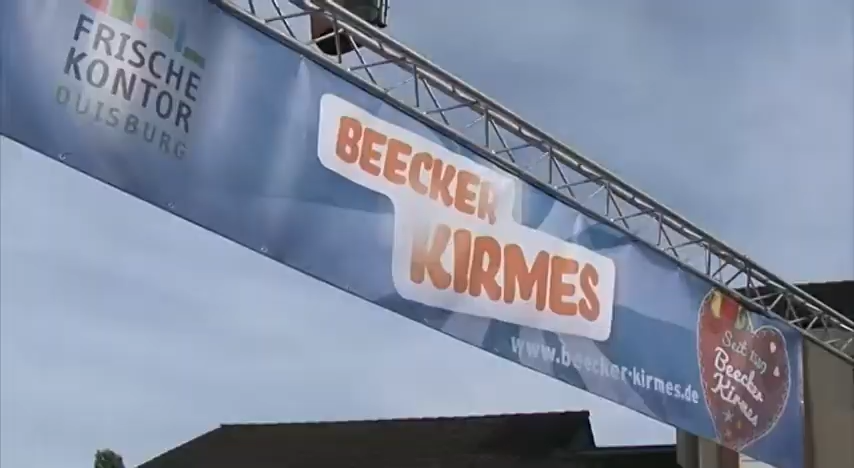 FRISCHE
KONTOR
DUISBURG
BEECKER
KIRMES
www.beecker-kirmes.de
Seit
Beecker
Kirmes